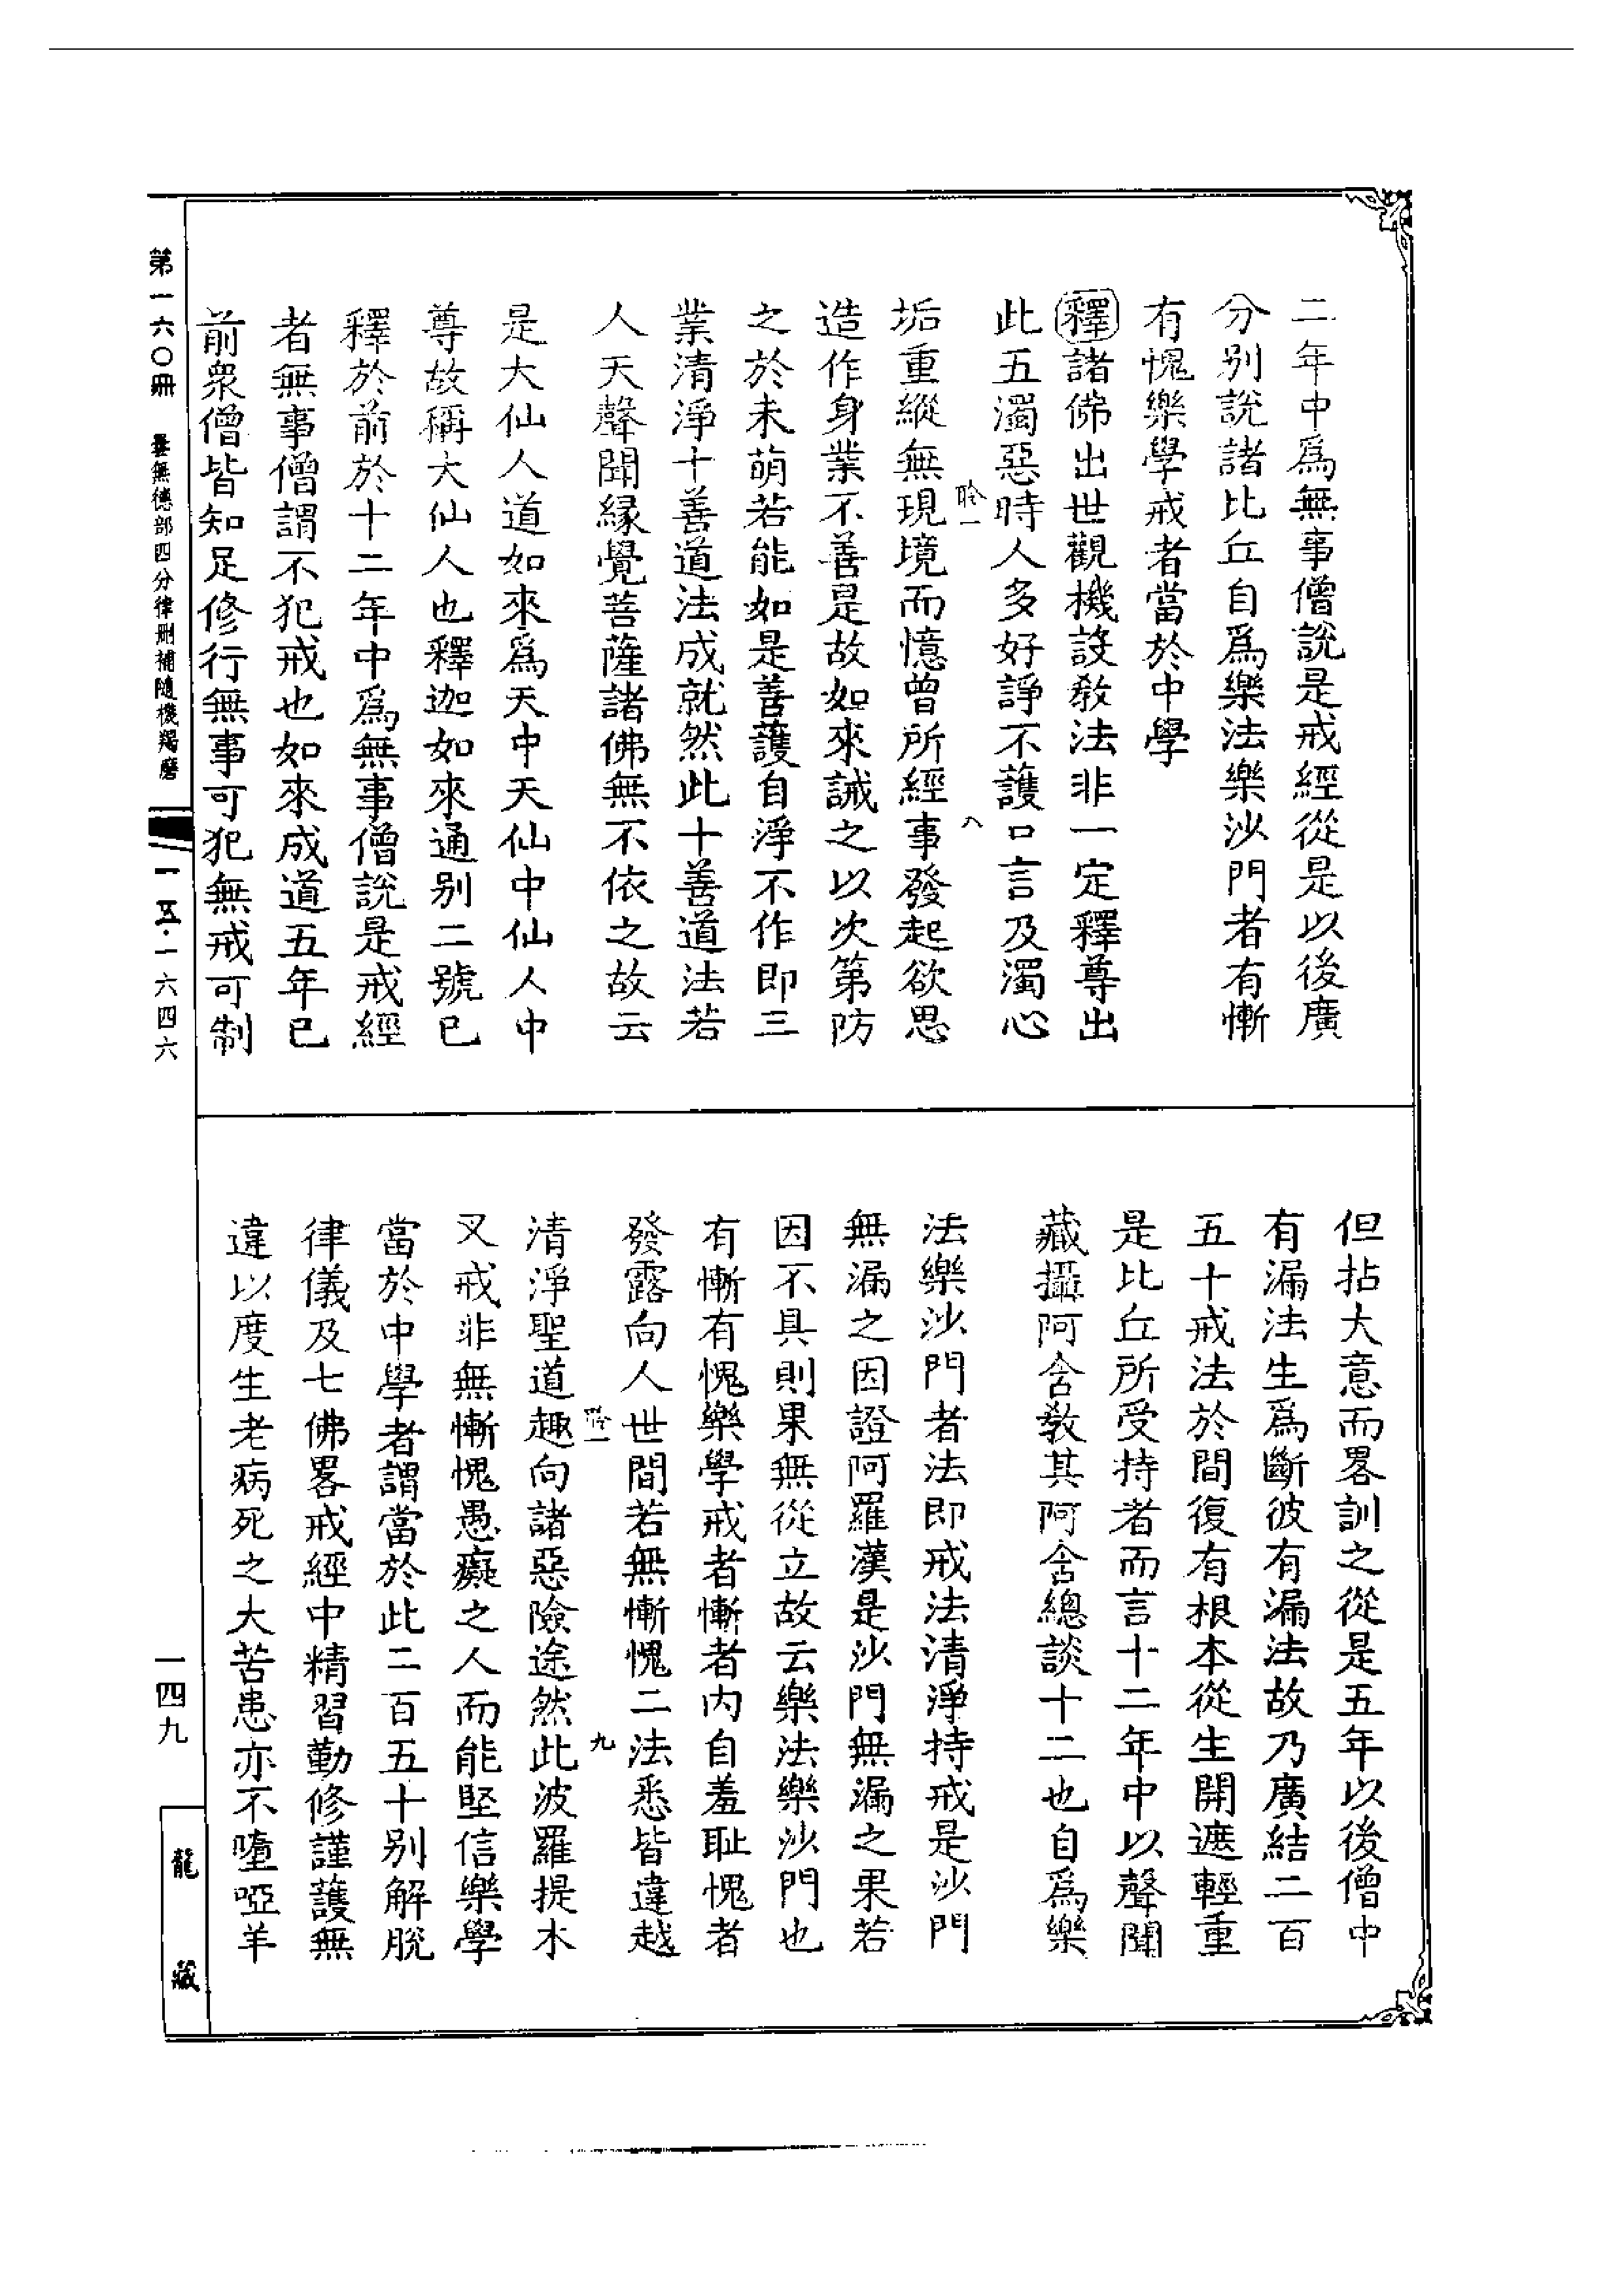 二年中爲無事僧說是戒經從是以後廣
分別說諸比丘自爲樂法樂沙門者有慚
有愧樂學戒者當於中學
釋諸佛出世觀機設敎法非一定釋尊出
此五濁惡時人多好諍不護口言及濁心
聆一 八
垢重縱無現境而憶曾所經事發起欲思
造作身業不善是故如來誡之以次第防
之於未萌若能如是善護自淨不作即三
業清淨十善道法成就然此十善道法若
人天聲聞緣覺菩薩諸佛無不依之故云
是大仙人道如來爲天中天仙中仙人中
尊故稱大仙人也釋迦如來通别二號已
釋於前於十二年中爲無事僧說是戒經
者無事僧謂不犯戒也如來成道五年已
前衆僧皆知足修行無事可犯無戒可制
但拈大意而畧訓之從是五年以後僧中
有漏法生爲斷彼有漏法故乃廣結二百
五十戒法於間復有根本從生開遮輕重
是比丘所受持者而言十二年中以聲聞
藏攝阿含敎其阿含總談十二也自爲樂
法樂沙門者法即戒法清淨持戒是沙門
無漏之因證阿羅漢是沙門無漏之果若
因不具則果無從立故云樂法樂沙門也
有慚有愧樂學戒者慚者内自羞耻愧者
發露向人世間若無慚愧二法悉皆違越
聆一 九
清淨聖道趣向諸惡險途然此波羅提木
叉戒非無慚愧愚癡之人而能堅信樂學
當於中學者謂當於此二百五十别解脫
律儀及七佛畧戒經中精習勤修謹護無
違以度生老病死之大苦患亦不啞羊
第一六〇冊 曇無德部四分律刪補隨機羯磨 一一五·一六四六
一四九
龍藏